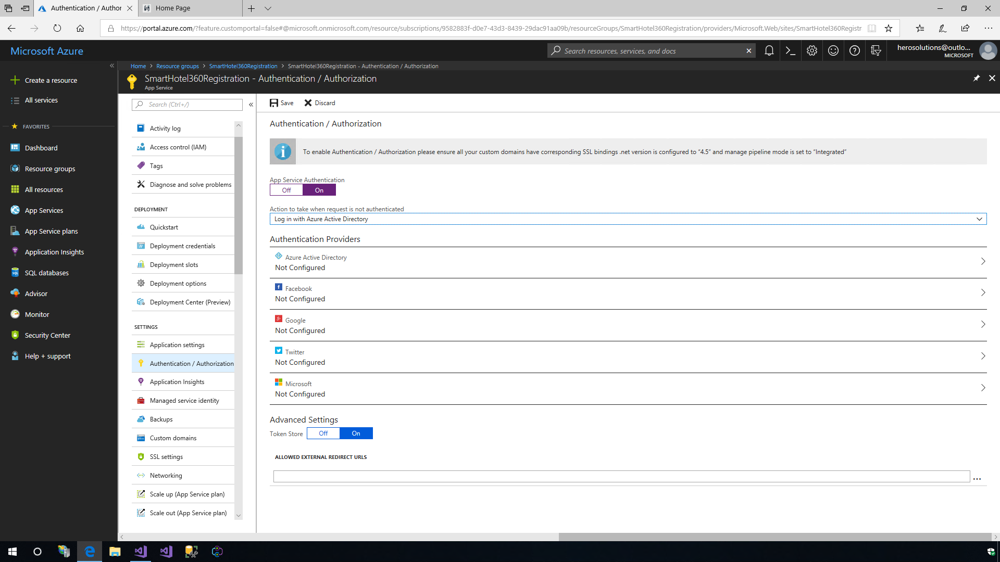 Authentication / Author
Home Page
https://portal.azure.com/?feature.customportal=false#@microsoft.onmicrosoft.com/resource/subscriptions/9582883f-d0e7-43d3-8439-29dac91aa09b/resourceGroups/SmartHotel360Registration/providers/Microsoft.Web/sites/SmartHotel360Registr
Microsoft Azure
Search resources, services, and docs
herosolutions@outlo...
MICROSOFT
Home > Resource groups > SmartHotel360Registration > SmartHotel360Registration - Authentication / Authorization
SmartHotel360Registration - Authentication / Authorization
App Service
Create a resource
All services
FAVORITES
Dashboard
Resource groups
All resources
App Services
App Service plans
Application Insights
SQL databases
Advisor
Monitor
Security Center
Help + support
Search (Ctrl+/)
Activity log
Access control (IAM)
Tags
Diagnose and solve problems
DEPLOYMENT
Quickstart
Deployment credentials
Deployment slots
Deployment options
Deployment Center (Preview)
SETTINGS
Application settings
Authentication / Authorization
Application Insights
Managed service identity
Backups
Custom domains
SSL settings
Networking
Scale up (App Service plan)
Scale out (App Service plan)
Save
Discard
Authentication / Authorization
To enable Authentication / Authorization please ensure all your custom domains have corresponding SSL bindings .net version is configured to “4.5” and manage pipeline mode is set to “Integrated”
App Service Authentication
Off On
Action to take when request is not authenticated
Log in with Azure Active Directory
Authentication Providers
Azure Active Directory
Not Configured
Facebook
Not Configured
Google
Not Configured
Twitter
Not Configured
Microsoft
Not Configured
Advanced Settings
Token Store Off On
ALLOWED EXTERNAL REDIRECT URLS
...